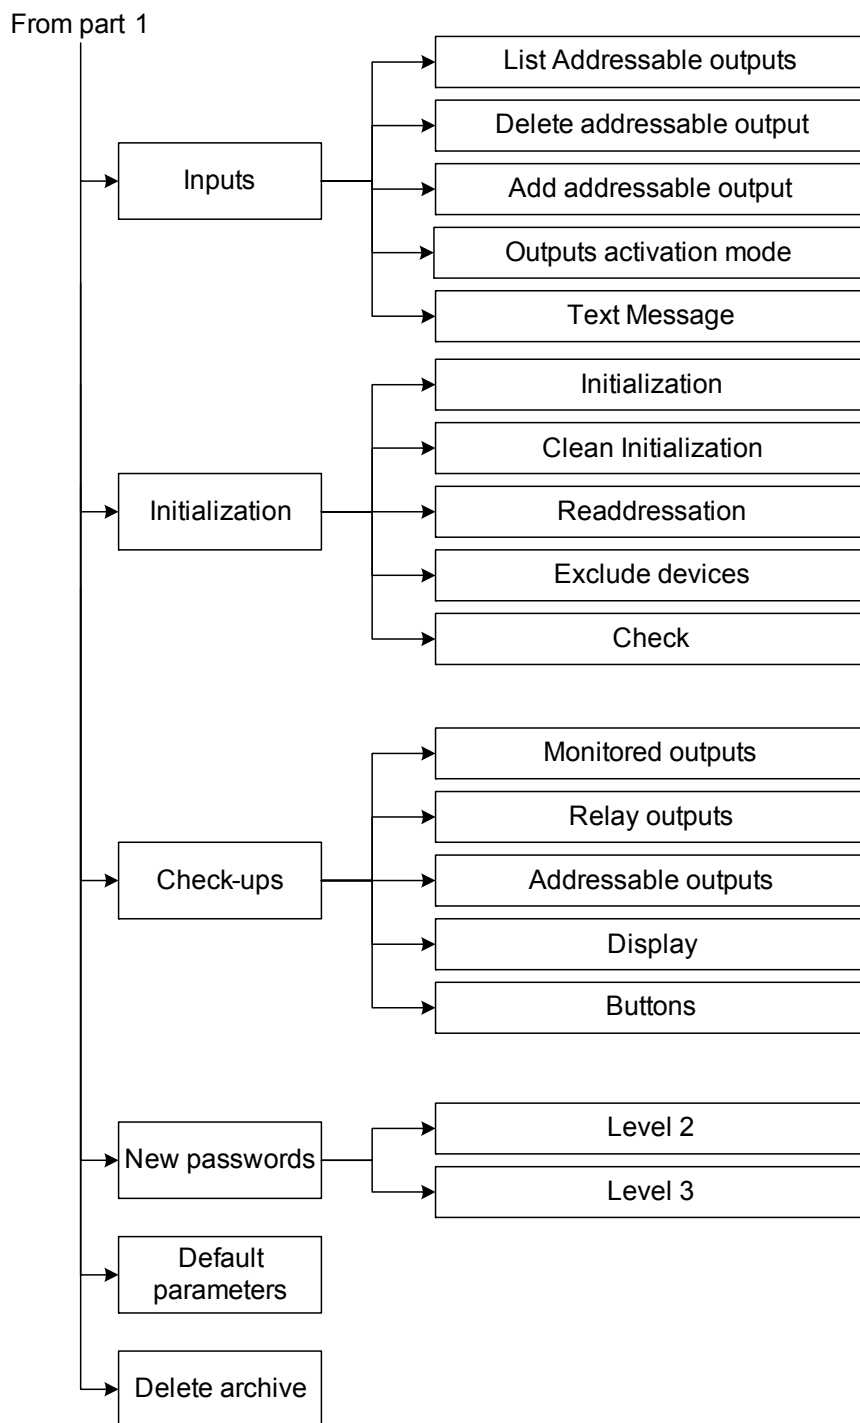 From part 1
Inputs
List Addressable outputs
Delete addressable output
Add addressable output
Outputs activation mode
Text Message
Initialization
Initialization
Clean Initialization
Readdressation
Exclude devices
Check
Check-ups
Monitored outputs
Relay outputs
Addressable outputs
Display
Buttons
New passwords
Level 2
Level 3
Default
parameters
Delete archive